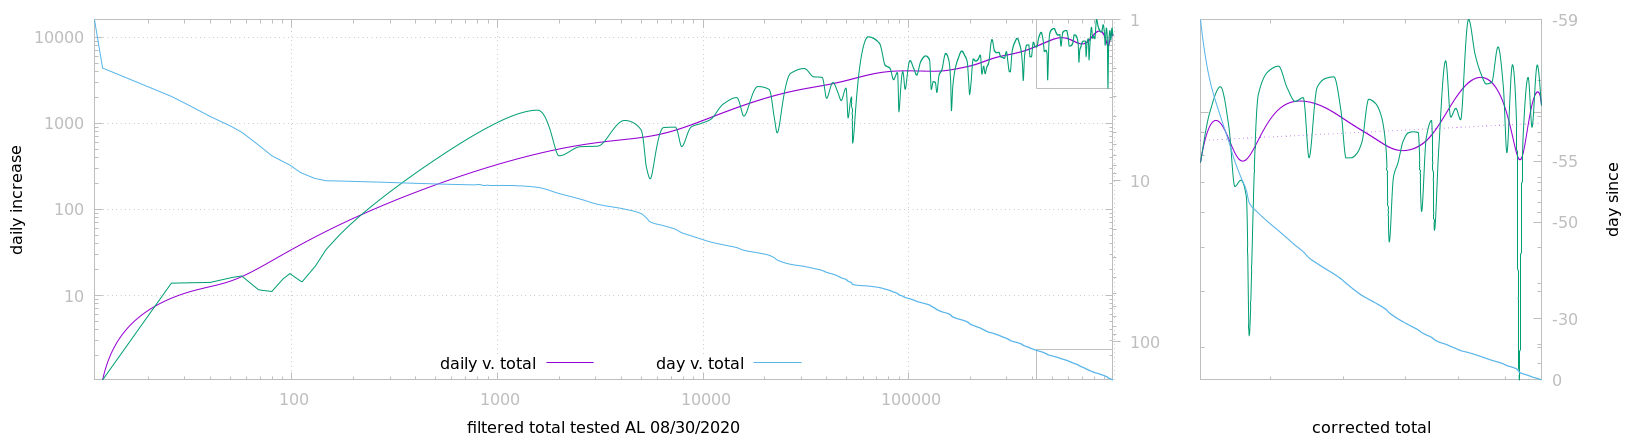 daily increase
10000
1000
100
10
100
1000
10000
100000
1
10
100
daily v. total
day v. total
filtered total tested AL 08/30/2020
-59
-55
-50
-30
0
day since
corrected total